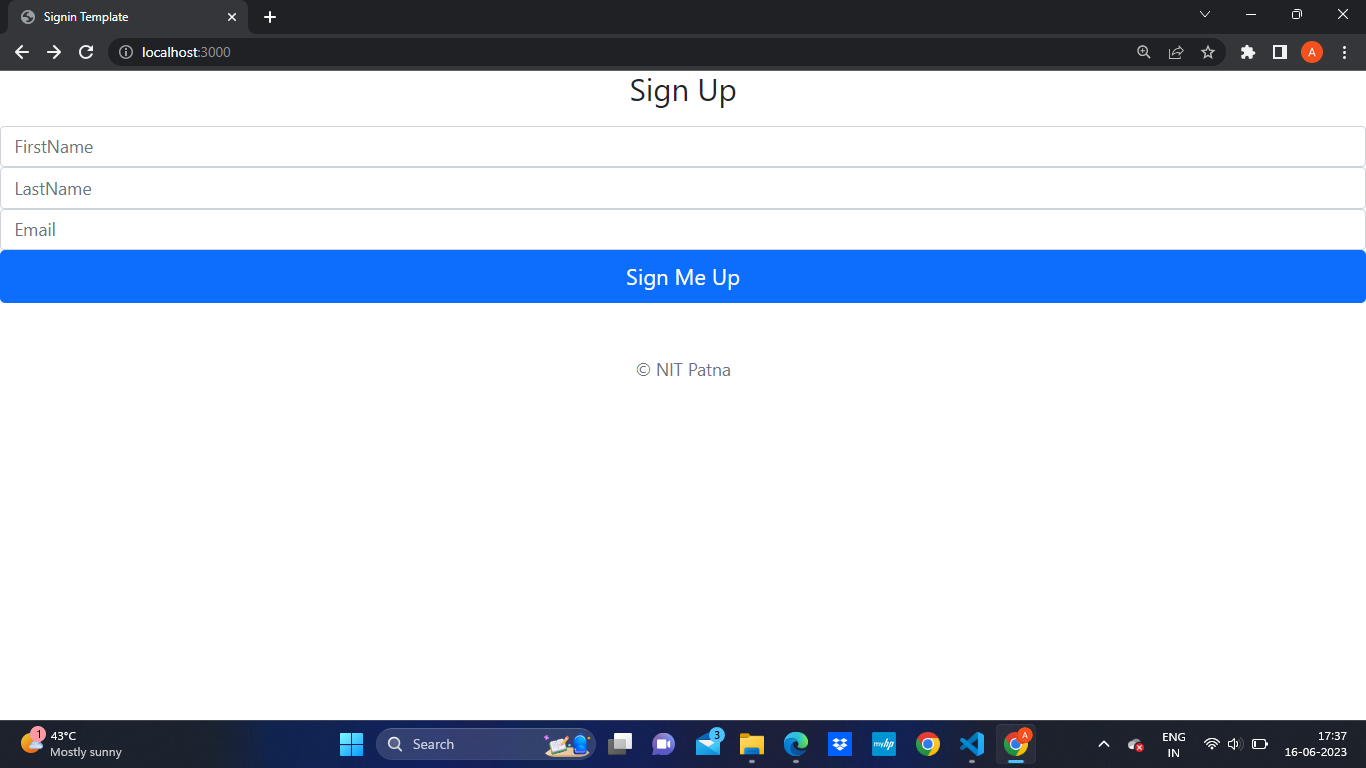 Signin Template
localhost:3000
A
Sign Up
FirstName
LastName
Email
Sign Me Up
© NIT Patna
1
43°C
Mostly sunny
Search
3
myhp
A
ENG
IN
17:37
16-06-2023